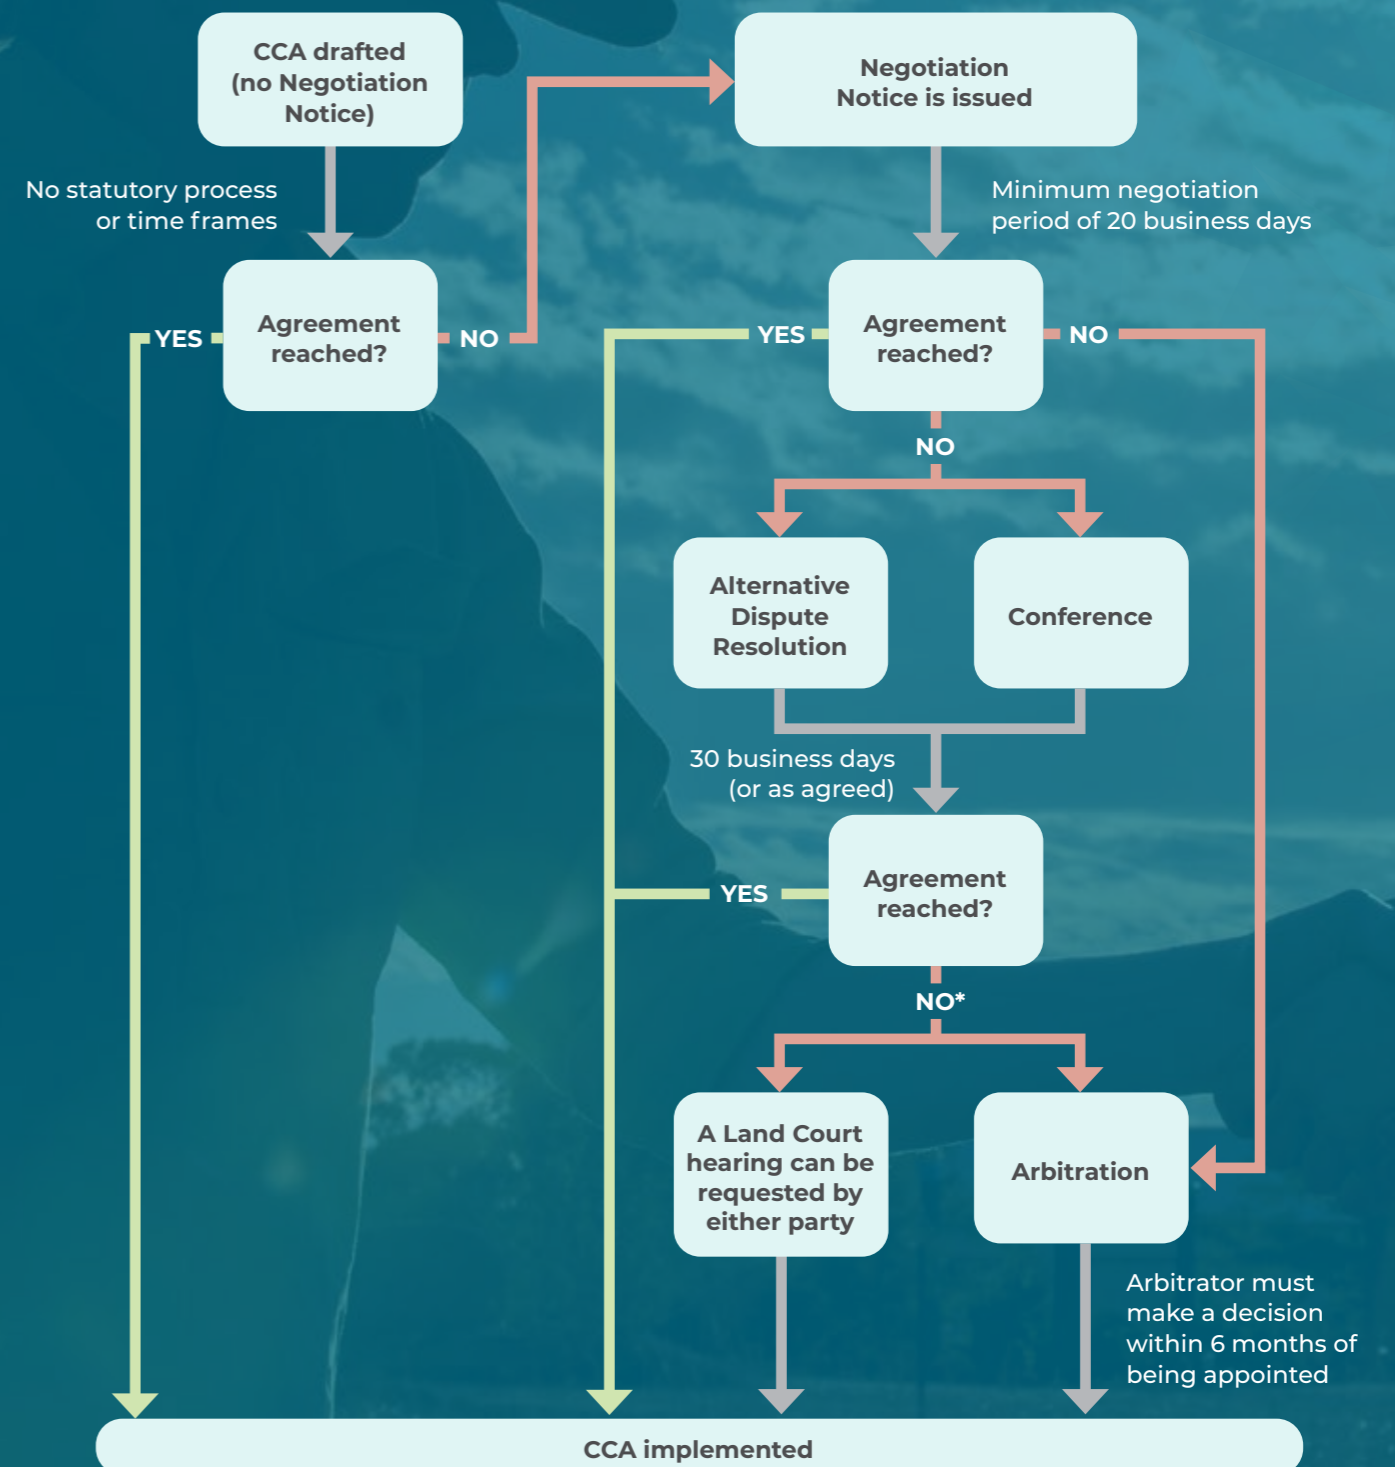 CCA drafted
(no Negotiation
Notice)
Negotiation
Notice is issued
No statutory process
or time frames
Minimum negotiation
period of 20 business days
YES
Agreement
reached?
NO
YES
Agreement
reached?
NO
NO
Alternative
Dispute
Resolution
Conference
30 business days
(or as agreed)
YES
Agreement
reached?
NO*
A Land Court
hearing can be
requested by
either party
Arbitration
Arbitrator must
make a decision
within 6 months of
being appointed
CCA implemented